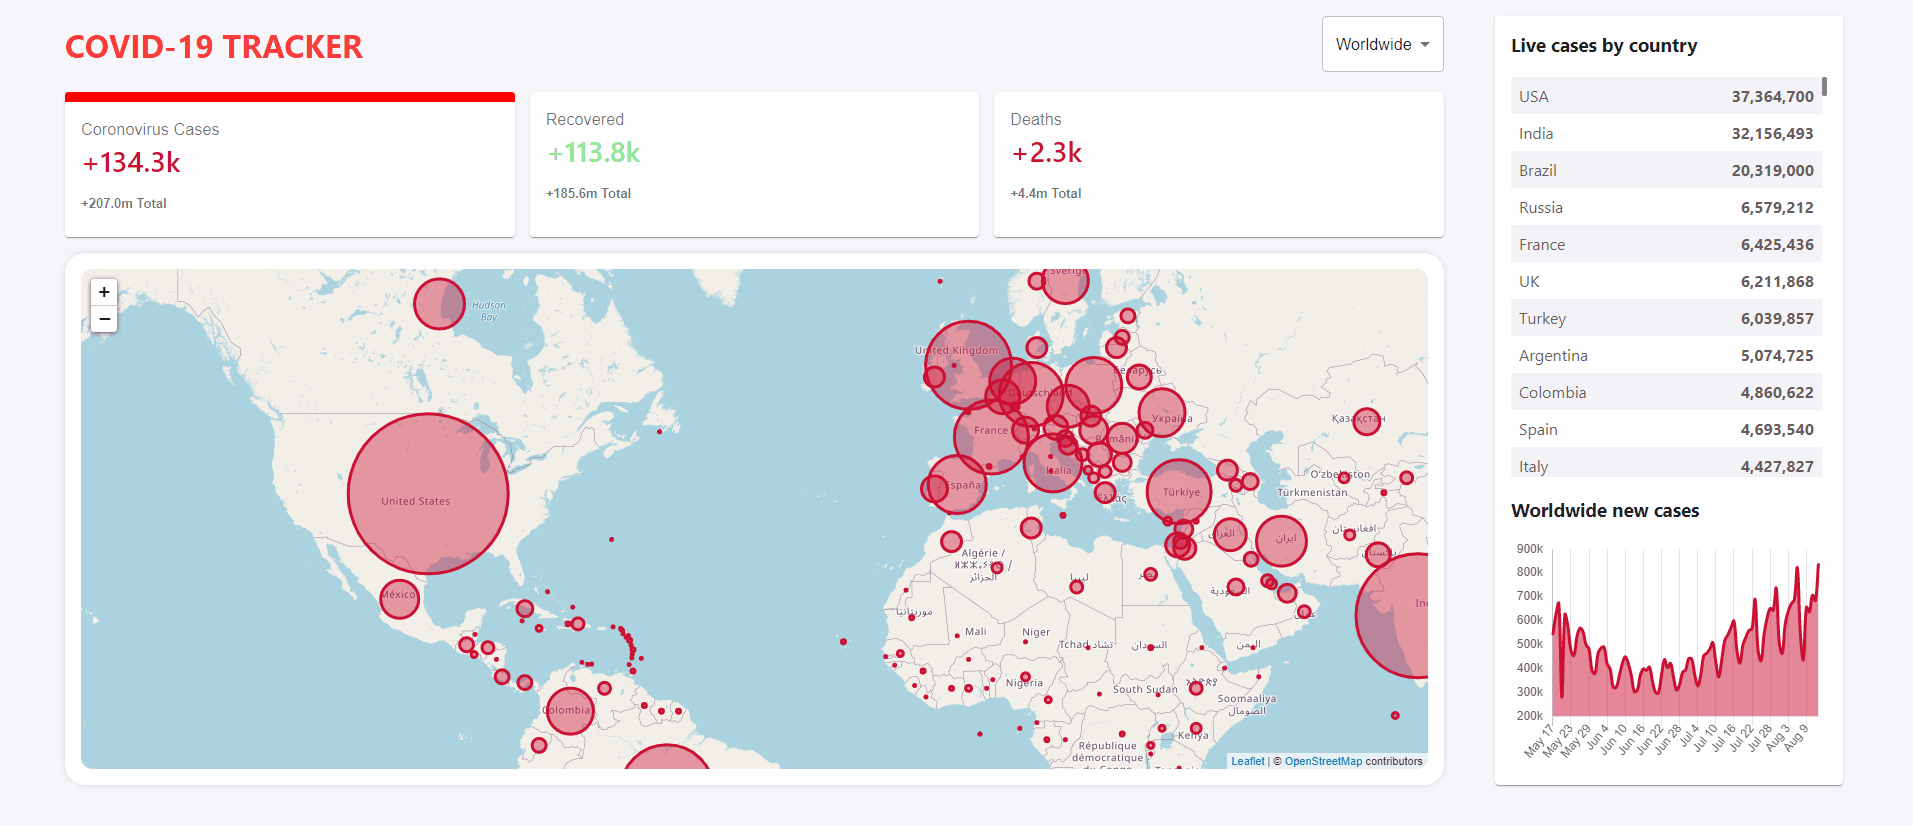 COVID-19 TRACKER
Worldwide
Coronovirus Cases
+134.3k
+207.0m Total
Recovered
+113.8k
+185.6m Total
Deaths
+2.3k
+4.4m Total
+
−
Hudson
Bay
United States
México
Colombia
Sverige
United Kingdom
Deutschland
Беларусь
Україна
France
România
Italia
España
Ελλάς
Türkiye
Қазақстан
O'zbekiston
Türkmenistan
افغانستان
پاکستان
ایران
العراق
Algérie /
الجزائر
ليبيا
مصر
السعودية
عمان
موريتانيا
Mali
Niger
Tchad تشاد
السودان
اليمن
Nigeria
South Sudan
Soomaaliya
الصومال
Kenya
République
démocratique
du Congo
Leaflet | © OpenStreetMap contributors
Live cases by country
USA 37,364,700
India 32,156,493
Brazil 20,319,000
Russia 6,579,212
France 6,425,436
UK 6,211,868
Turkey 6,039,857
Argentina 5,074,725
Colombia 4,860,622
Spain 4,693,540
Italy 4,427,827
Worldwide new cases
900k
800k
700k
600k
500k
400k
300k
200k
May 17
May 23
May 29
Jun 4
Jun 10
Jun 16
Jun 22
Jun 28
Jul 4
Jul 10
Jul 16
Jul 22
Jul 28
Aug 3
Aug 9